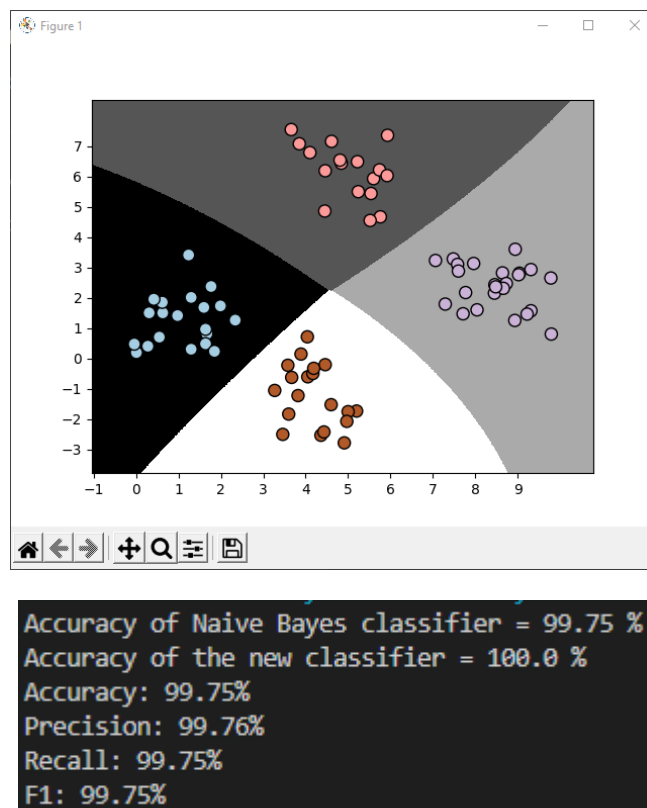 Figure 1
7
6
5
4
3
2
1
0
−1
−2
−3
−1 0 1 2 3 4 5 6 7 8 9
Accuracy of Naive Bayes classifier = 99.75 %
Accuracy of the new classifier = 100.0 %
Accuracy: 99.75%
Precision: 99.76%
Recall: 99.75%
F1: 99.75%